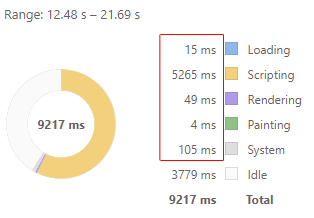 Range: 12.48 s – 21.69 s
15 ms Loading
5265 ms Scripting
49 ms Rendering
9217 ms
4 ms Painting
105 ms System
3779 ms Idle
9217 ms Total